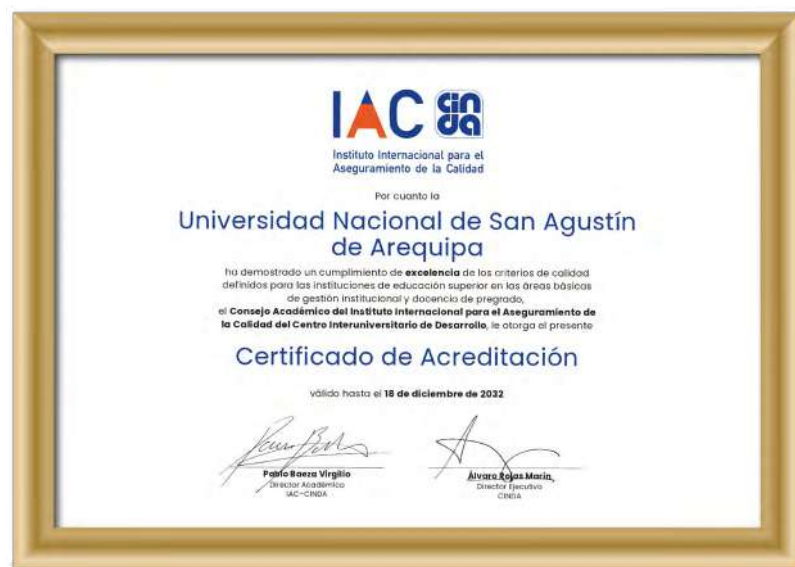 IAC cinda
Instituto Internacional para el
Aseguramiento de la Calidad
Por cuanto la
Universidad Nacional de San Agustín
de Arequipa
ha demostrado un cumplimiento de excelencia de los criterios de calidad
definidos para las instituciones de educación superior en las áreas básicas
de gestión institucional y docencia de pregrado,
el Consejo Académico del Instituto Internacional para el Aseguramiento de
la Calidad del Centro Interuniversitario de Desarrollo, le otorga el presente
Certificado de Acreditación
válido hasta el 18 de diciembre de 2032
Pablo Baeza Virgilio
Director Académico
IAC-CINDA
Álvaro Rojas Marín
Director Ejecutivo
CINDA